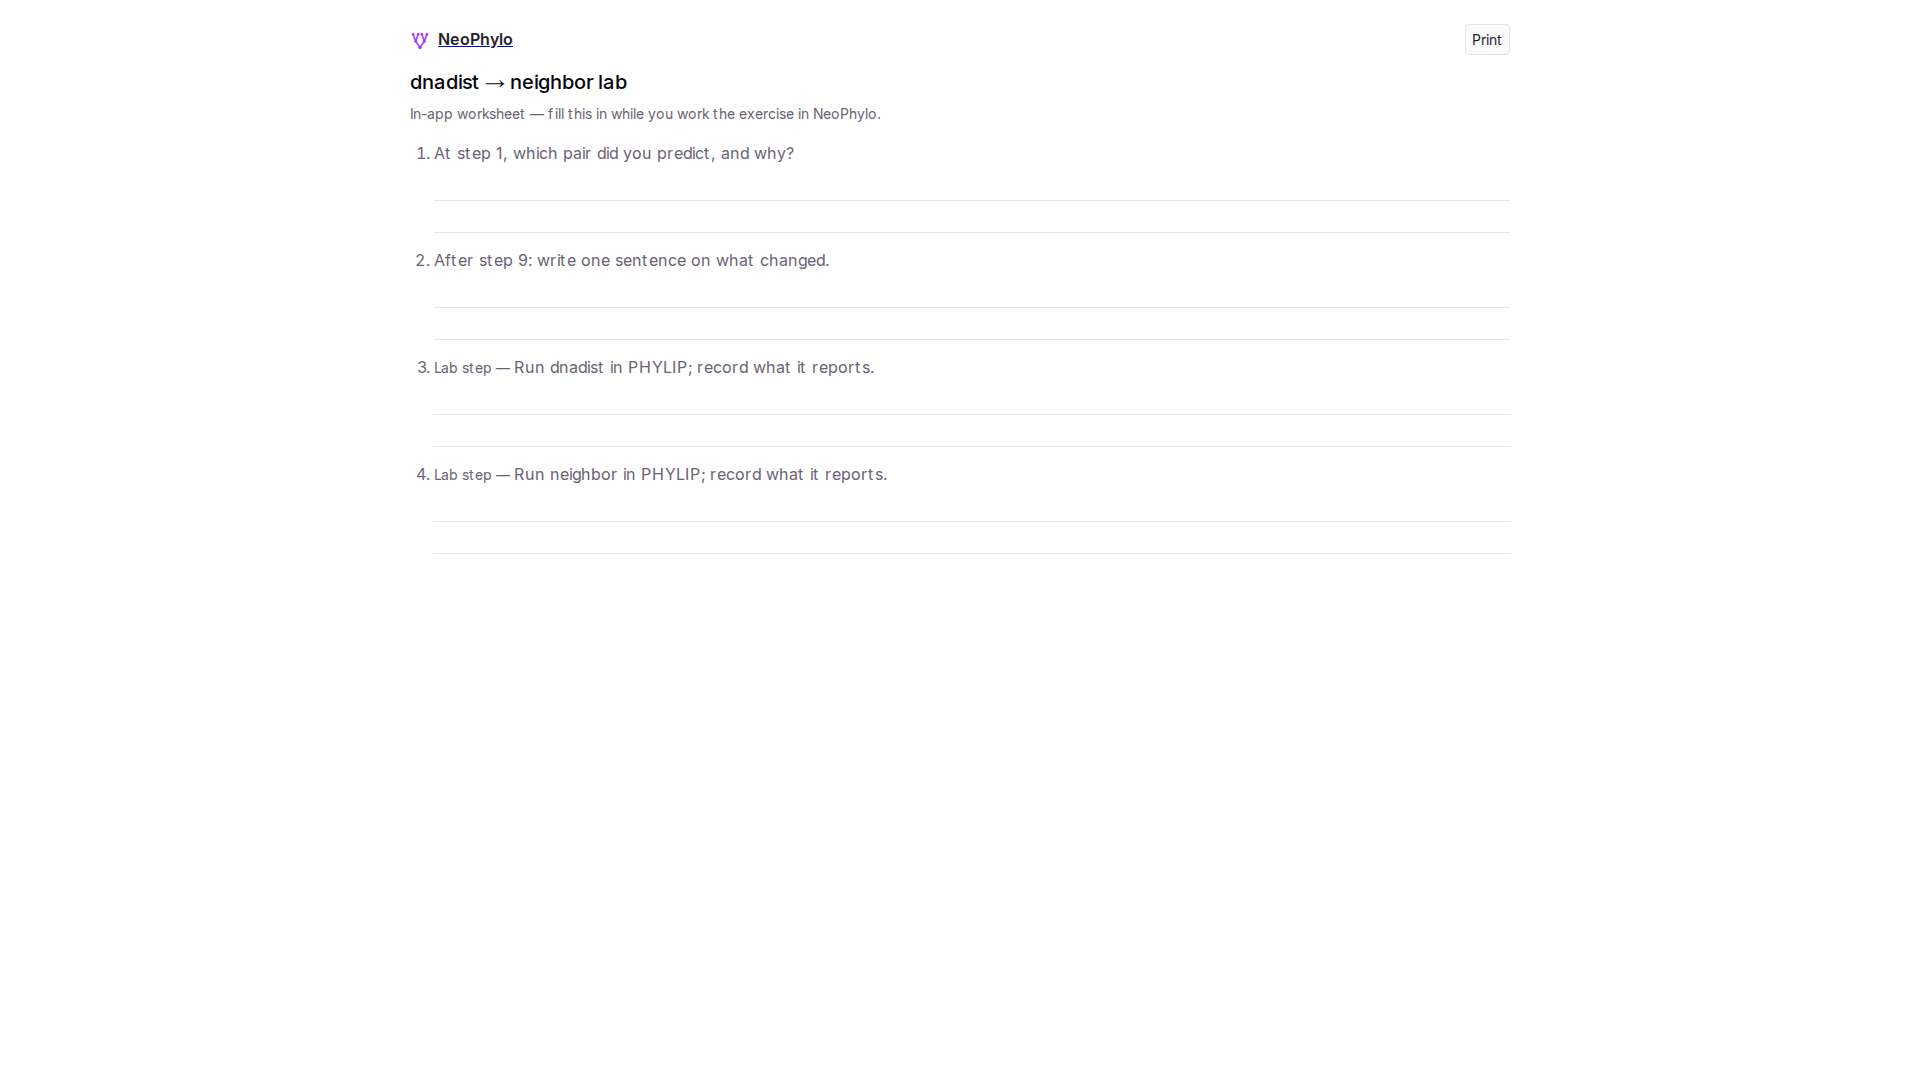 NeoPhylo
Print
dnadist → neighbor lab
In-app worksheet — fill this in while you work the exercise in NeoPhylo.
1. At step 1, which pair did you predict, and why?
2. After step 9: write one sentence on what changed.
3. Lab step — Run dnadist in PHYLIP; record what it reports.
4. Lab step — Run neighbor in PHYLIP; record what it reports.